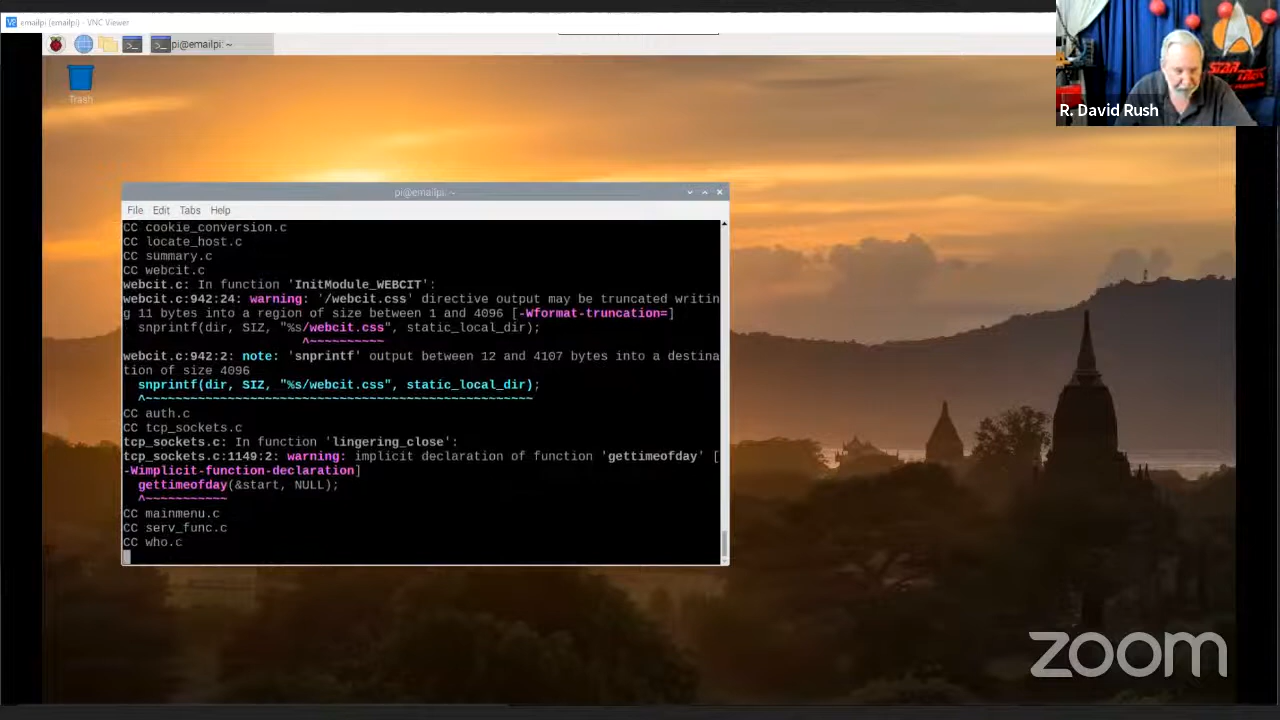 emailpi (emailpi) - VNC Viewer
pi@emailpi: ~
Trash
STAR TREK
R. David Rush
pi@emailpi: ~
File Edit Tabs Help
CC cookie_conversion.c
CC locate_host.c
CC summary.c
CC webcit.c
webcit.c: In function 'InitModule_WEBCIT':
webcit.c:942:24: warning: '/webcit.css' directive output may be truncated writin
g 11 bytes into a region of size between 1 and 4096 [-Wformat-truncation=]
snprintf(dir, SIZ, "%s/webcit.css", static_local_dir);
^~~~~~~~~~~
webcit.c:942:2: note: 'snprintf' output between 12 and 4107 bytes into a destina
tion of size 4096
snprintf(dir, SIZ, "%s/webcit.css", static_local_dir);
^~~~~~~~~~~~~~~~~~~~~~~~~~~~~~~~~~~~~~~~~~~~~~~~~~~~~
CC auth.c
CC tcp_sockets.c
tcp_sockets.c: In function 'lingering_close':
tcp_sockets.c:1149:2: warning: implicit declaration of function 'gettimeofday' [
-Wimplicit-function-declaration]
gettimeofday(&start, NULL);
^~~~~~~~~~~~
CC mainmenu.c
CC serv_func.c
CC who.c
zoom